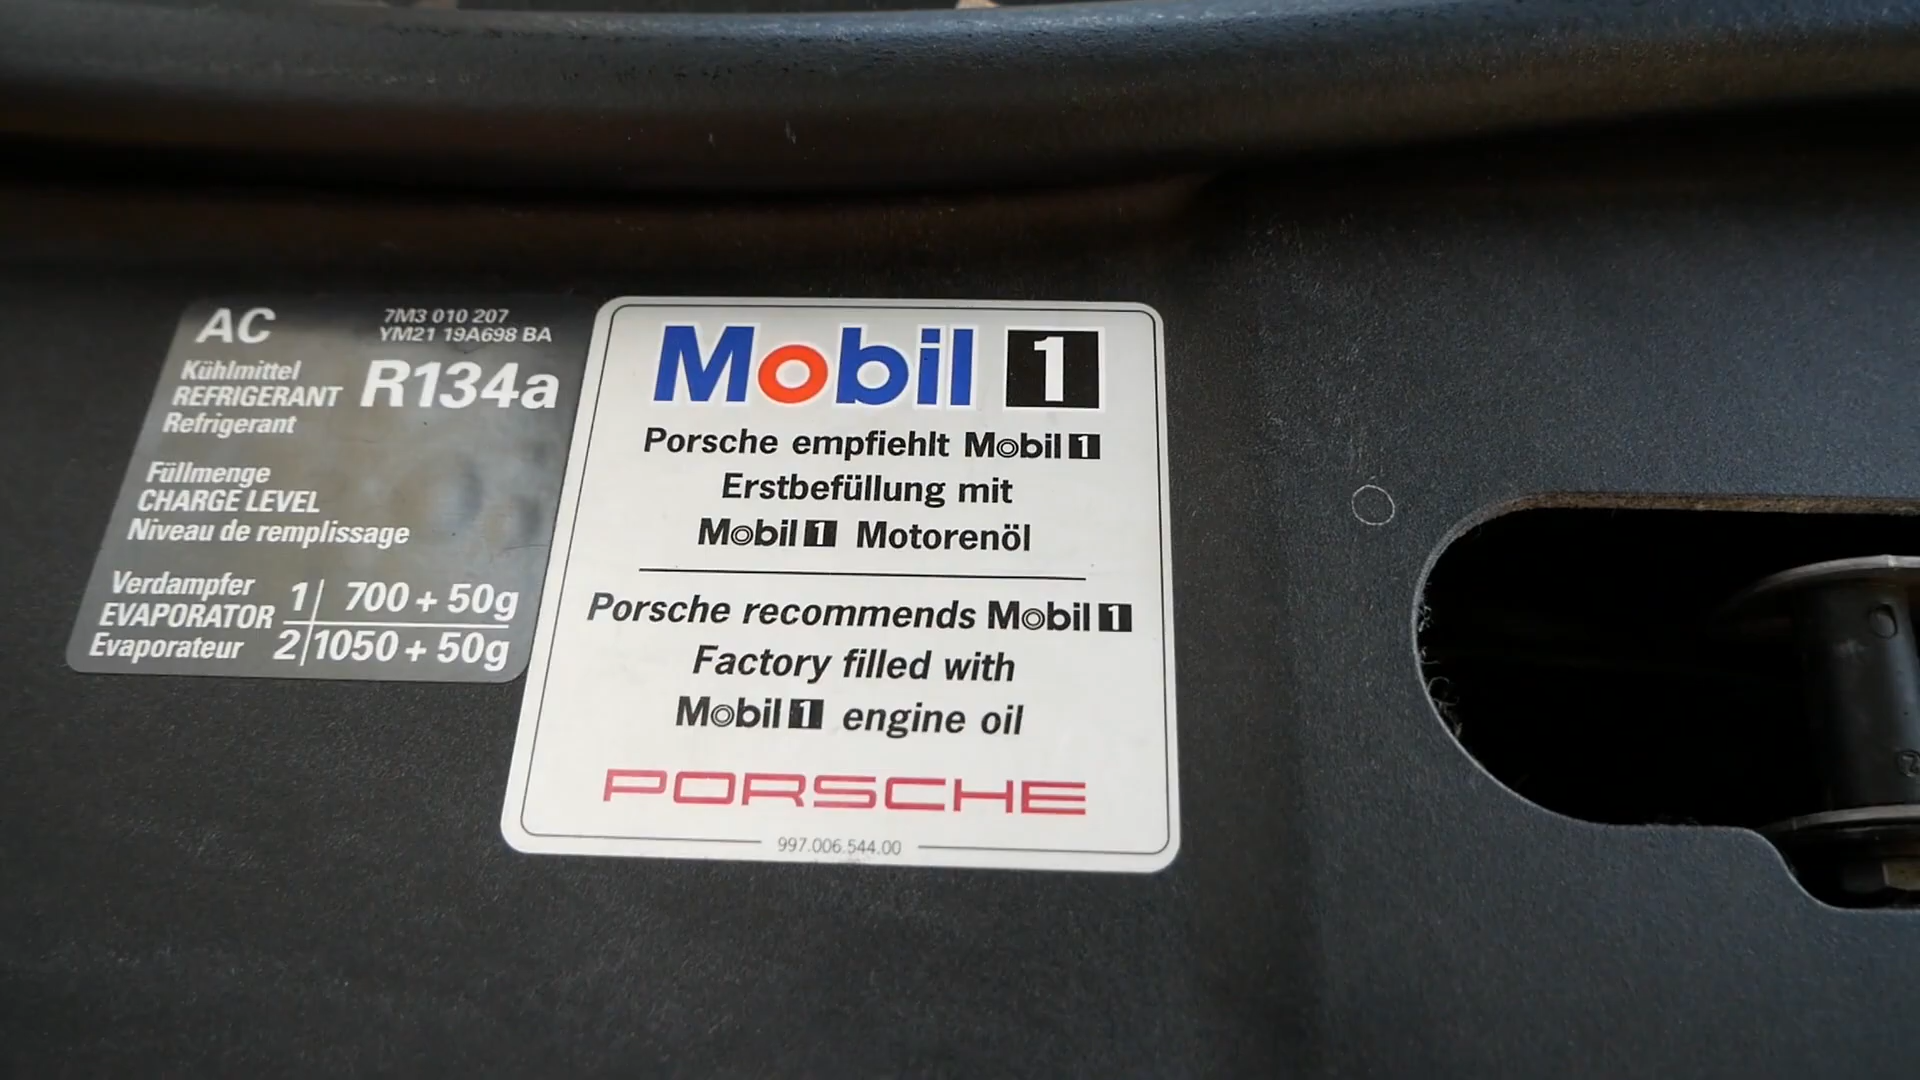 AC
7M3 010 207
YM21 19A698 BA
Kühlmittel
REFRIGERANT
Refrigerant
R134a
Füllmenge
CHARGE LEVEL
Niveau de remplissage
Verdampfer
EVAPORATOR
Evaporateur
1/ 700 + 50g
2/1050 + 50g
Mobil 1
Porsche empfiehlt Mobil 1
Erstbefüllung mit
Mobil 1 Motorenöl
Porsche recommends Mobil 1
Factory filled with
Mobil 1 engine oil
PORSCHE
997.006.544.00